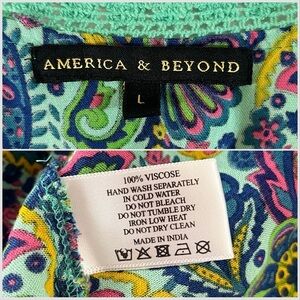 AMERICA & BEYOND
L
100% VISCOSE
HAND WASH SEPARATELY
IN COLD WATER
DO NOT BLEACH
DO NOT TUMBLE DRY
IRON LOW HEAT
DO NOT DRY CLEAN
MADE IN INDIA